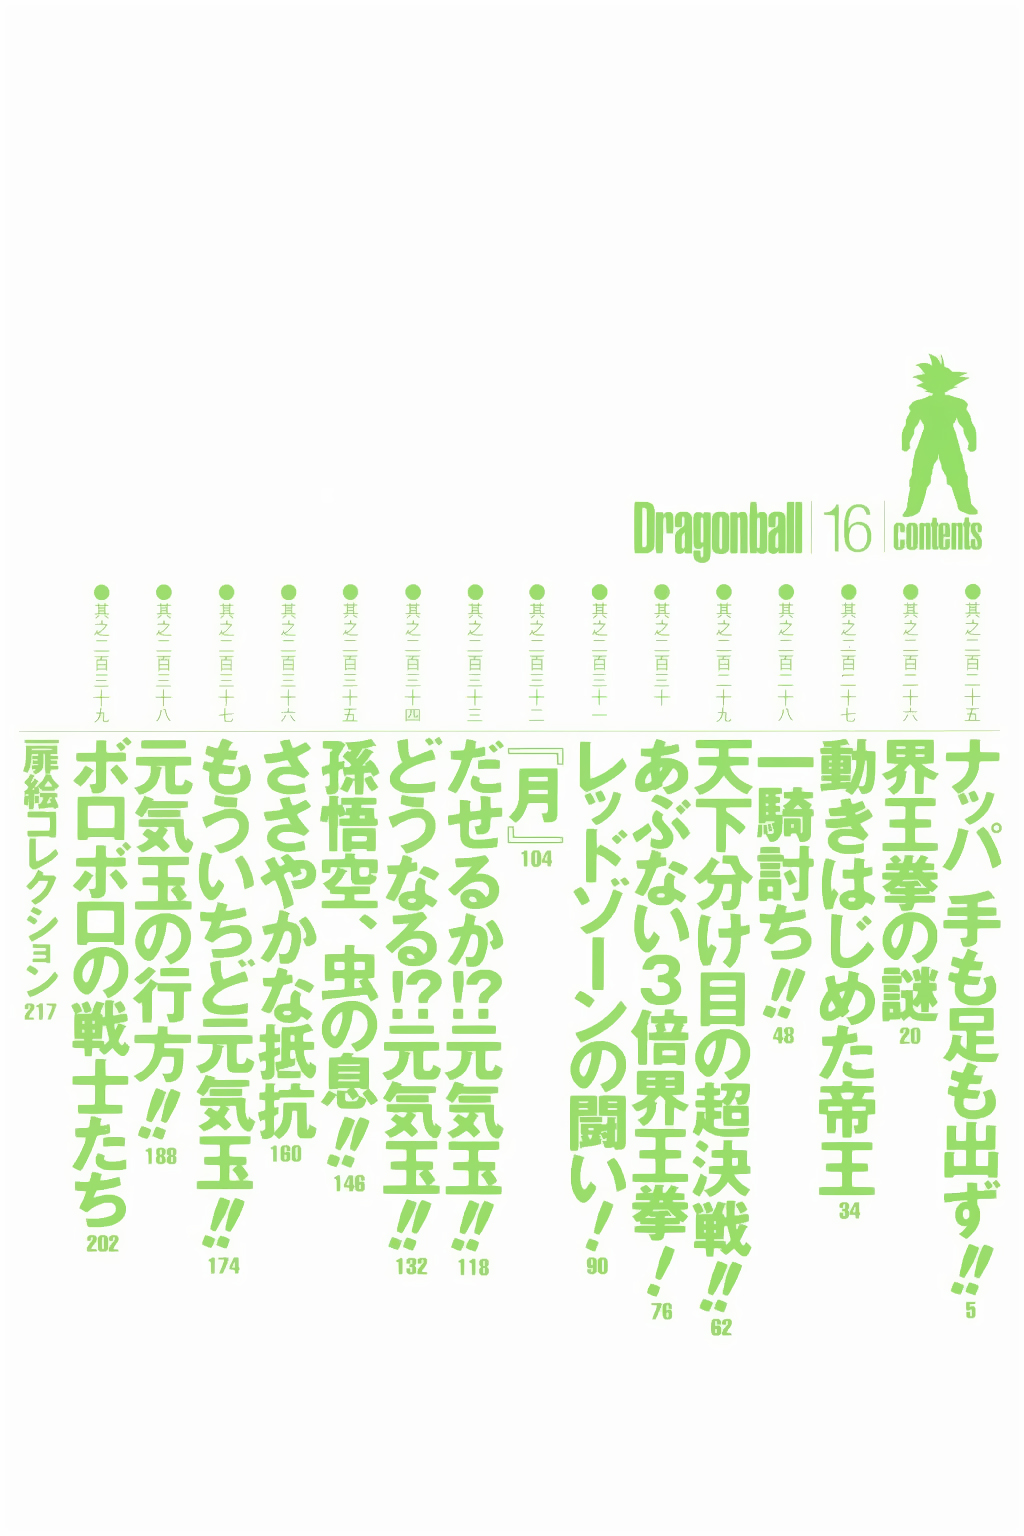 Dragonball
16
contents
其之二百二十五
ナッパ 手も足も出ず!!
5
其之二百二十六
界王拳の謎
20
其之二百二十七
動きはじめた帝王
34
其之二百二十八
一騎討ち!!
48
其之二百二十九
天下分け目の超決戦!!
62
其之二百三十
あぶない3倍界王拳!
76
其之二百三十一
レッドゾーンの闘い!
90
其之二百三十二
『月』
104
其之二百三十三
だせるか!?元気玉!!
118
其之二百三十四
どうなる!?元気玉!!
132
其之二百三十五
孫悟空、虫の息!!
146
其之二百三十六
ささやかな抵抗
160
其之二百三十七
もういちど元気玉!!
174
其之二百三十八
元気玉の行方!!
188
其之二百三十九
ボロボロの戦士たち
202
扉絵コレクション
217